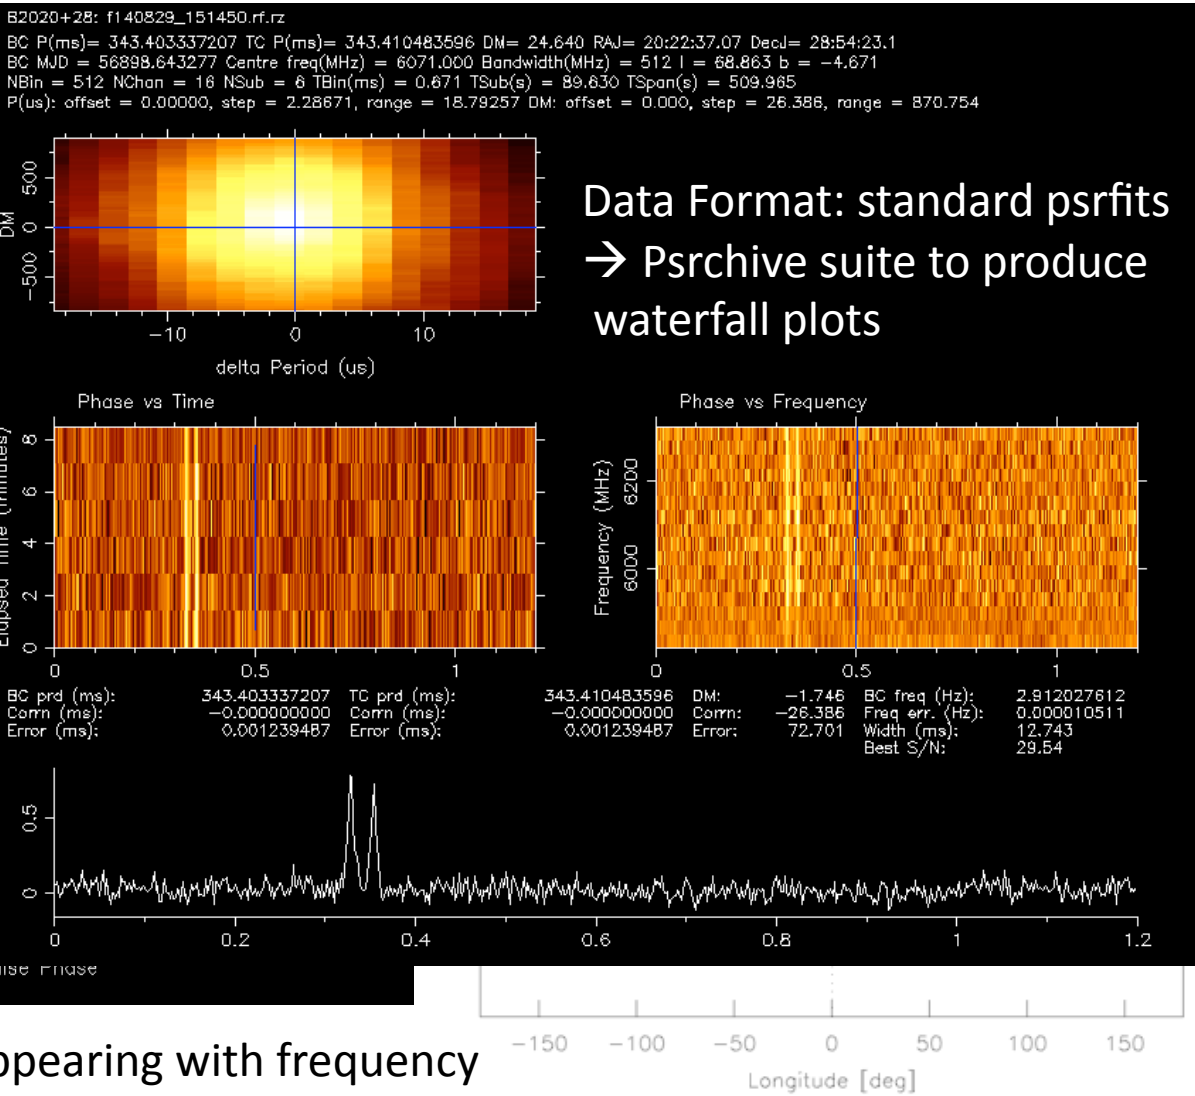 B2020+28: f140829_151450.rf.rz
BC P(ms)= 343.403337207 TC P(ms)= 343.410483596 DM= 24.640 RAJ= 20:22:37.07 DecJ= 28:54:23.1
BC MJD = 56898.643277 Centre freq(MHz) = 6071.000 Bandwidth(MHz) = 512 l = 68.863 b = −4.671
NBin = 512 NChan = 16 NSub = 6 TBin(ms) = 0.671 TSub(s) = 89.630 TSpan(s) = 509.965
P(us): offset = 0.00000, step = 2.28671, range = 18.79257 DM: offset = 0.000, step = 26.386, range = 870.754
DM
500
0
−500
−10 0 10
delta Period (us)
Data Format: standard psrfits
→ Psrchive suite to produce
waterfall plots
Phase vs Time
Elapsed Time (minutes)
8
6
4
2
0
0 0.5 1
Phase vs Frequency
Frequency (MHz)
6200
6000
0 0.5 1
BC prd (ms): 343.403337207 TC prd (ms): 343.410483596 DM: −1.746 BC freq (Hz): 2.912027612
Corrn (ms): −0.000000000 Corrn (ms): −0.000000000 Corrn: −26.386 Freq err. (Hz): 0.000010511
Error (ms): 0.001239487 Error (ms): 0.001239487 Error: 72.701 Width (ms): 12.743
Best S/N: 29.54
0.5
0
0 0.2 0.4 0.6 0.8 1 1.2
Phase
−150 −100 −50 0 50 100 150
Longitude [deg]
ppearing with frequency